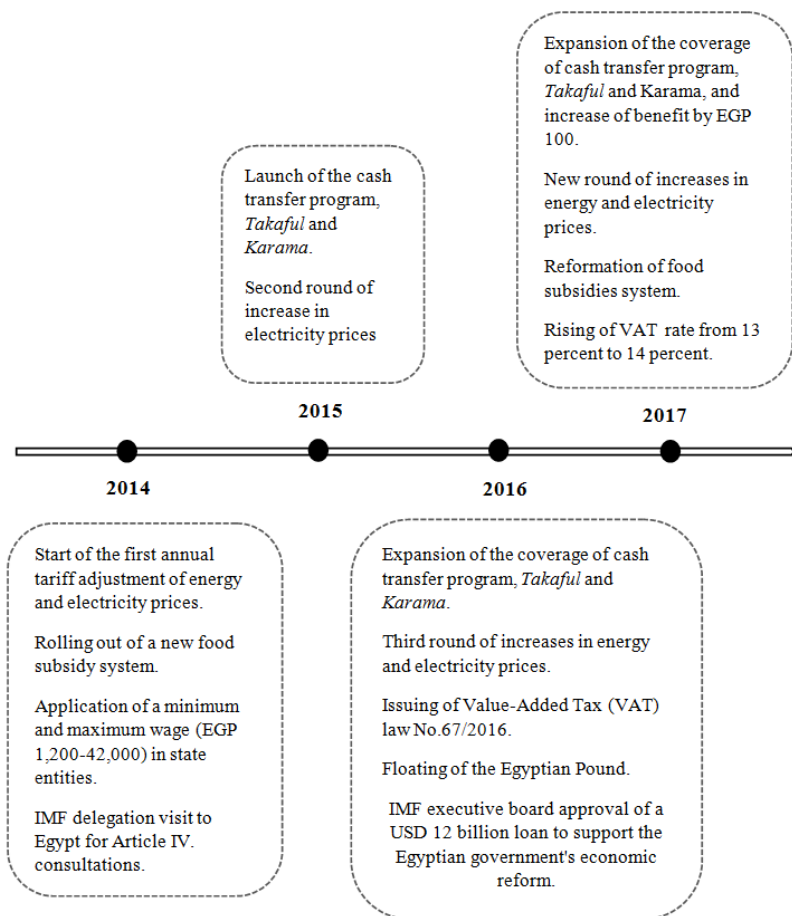 Expansion of the coverage
of cash transfer program,
Takaful and Karama, and
increase of benefit by EGP
100.
New round of increases in
energy and electricity
prices.
Reformation of food
subsidies system.
Rising of VAT rate from 13
percent to 14 percent.
Launch of the cash
transfer program,
Takaful and
Karama.
Second round of
increase in
electricity prices
2015
2017
2014
2016
Start of the first annual
tariff adjustment of energy
and electricity prices.
Rolling out of a new food
subsidy system.
Application of a minimum
and maximum wage (EGP
1,200-42,000) in state
entities.
IMF delegation visit to
Egypt for Article IV.
consultations.
Expansion of the coverage of cash
transfer program, Takaful and
Karama.
Third round of increases in energy
and electricity prices.
Issuing of Value-Added Tax (VAT)
law No.67/2016.
Floating of the Egyptian Pound.
IMF executive board approval of a
USD 12 billion loan to support the
Egyptian government's economic
reform.